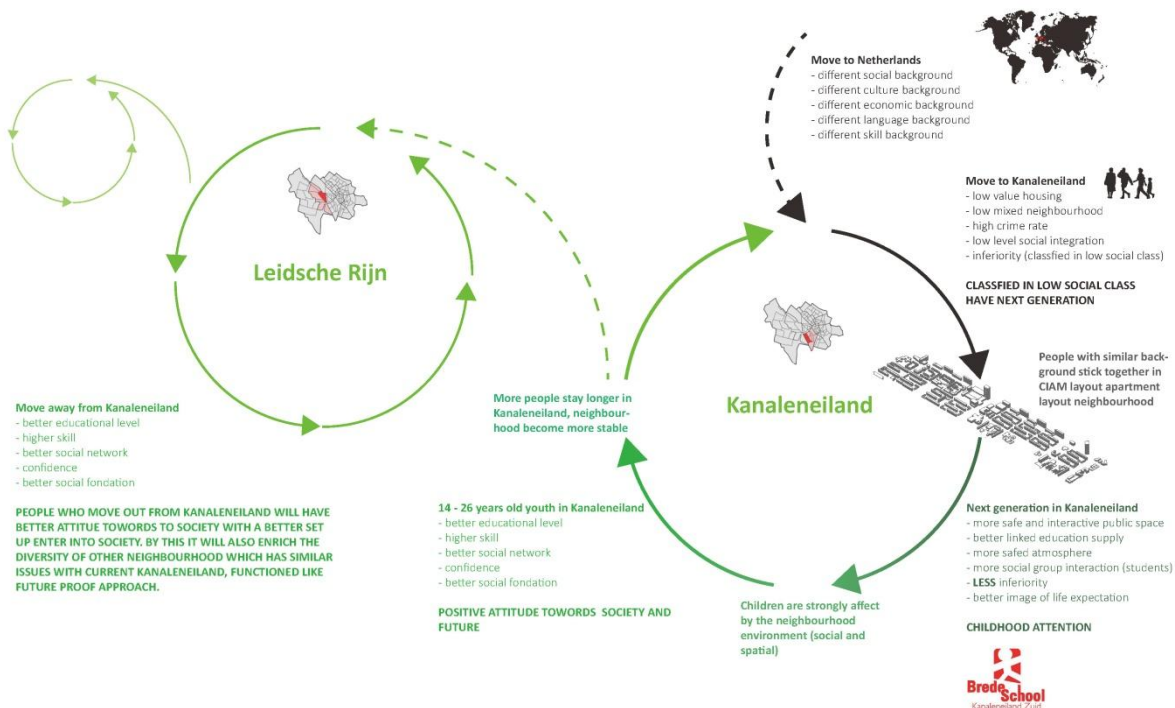 Move to Netherlands
- different social background
- different culture background
- different economic background
- different language background
- different skill background
Move to Kanaleneiland
- low value housing
- low mixed neighbourhood
- high crime rate
- low level social integration
- inferiority (classfied in low social class)
CLASSFIED IN LOW SOCIAL CLASS
HAVE NEXT GENERATION
People with similar back-
ground stick together in
CIAM layout apartment
layout neighbourhood
Leidsche Rijn
Kanaleneiland
More people stay longer in
Kanaleneiland, neighbour-
hood become more stable
Move away from Kanaleneiland
- better educational level
- higher skill
- better social network
- confidence
- better social fondation
PEOPLE WHO MOVE OUT FROM KANALENEILAND WILL HAVE
BETTER ATTITUE TOWORDS TO SOCIETY WITH A BETTER SET
UP ENTER INTO SOCIETY. BY THIS IT WILL ALSO ENRICH THE
DIVERSITY OF OTHER NEIGHBOURHOOD WHICH HAS SIMILAR
ISSUES WITH CURRENT KANALENEILAND, FUNCTIONED LIKE
FUTURE PROOF APPROACH.
14 - 26 years old youth in Kanaleneiland
- better educational level
- higher skill
- better social network
- confidence
- better social fondation
POSITIVE ATTITUDE TOWARDS SOCIETY AND
FUTURE
Children are strongly affect
by the neighbourhood
environment (social and
spatial)
Next generation in Kanaleneiland
- more safe and interactive public space
- better linked education supply
- more safed atmosphere
- more social group interaction (students)
- LESS inferiority
- better image of life expectation
CHILDHOOD ATTENTION
Brede
School
Kanaleneiland Zuid